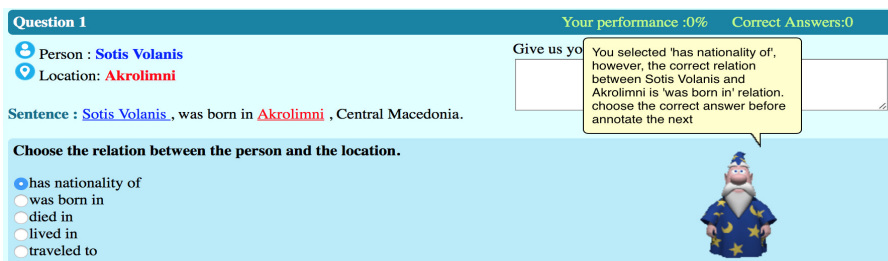 Question 1
Your performance :0%
Correct Answers:0
Person : Sotis Volanis
Location: Akrolimni
Sentence : Sotis Volanis , was born in Akrolimni , Central Macedonia.
Give us yo
You selected 'has nationality of',
however, the correct relation
between Sotis Volanis and
Akrolimni is 'was born in' relation.
choose the correct answer before
annotate the next
Choose the relation between the person and the location.
has nationality of
was born in
died in
lived in
traveled to